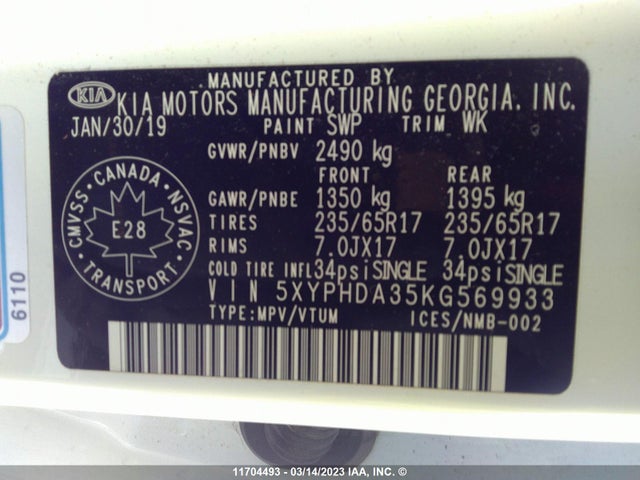 MANUFACTURED BY
KIA KIA MOTORS MANUFACTURING GEORGIA. INC.
JAN/30/19 PAINT SWP TRIM WK
GVWR/PNBV 2490 kg
FRONT REAR
GAWR/PNBE 1350 kg 1395 kg
TIRES 235/65R17 235/65R17
RIMS 7.0JX17 7.0JX17
COLD TIRE INFL 34psiSINGLE 34psiSINGLE
VIN 5XYPHDA35KG569933
TYPE:MPV/VTUM ICES/NMB-002
CMVSS · CANADA · NSVAC
E28
TRANSPORT
6110
11704493 - 03/14/2023 IAA, INC. ©